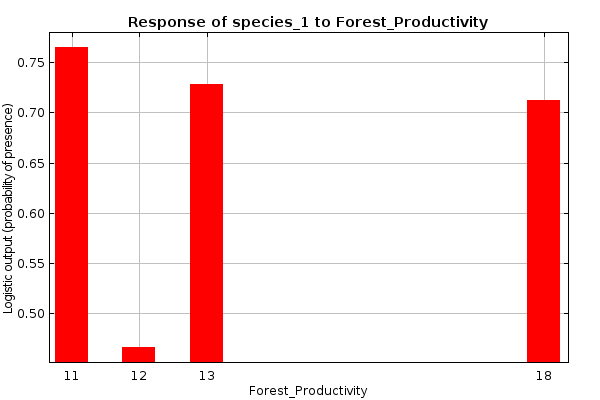 Response of species_1 to Forest_Productivity
Logistic output (probability of presence)
0.75
0.70
0.65
0.60
0.55
0.50
11 12 13 18
Forest_Productivity